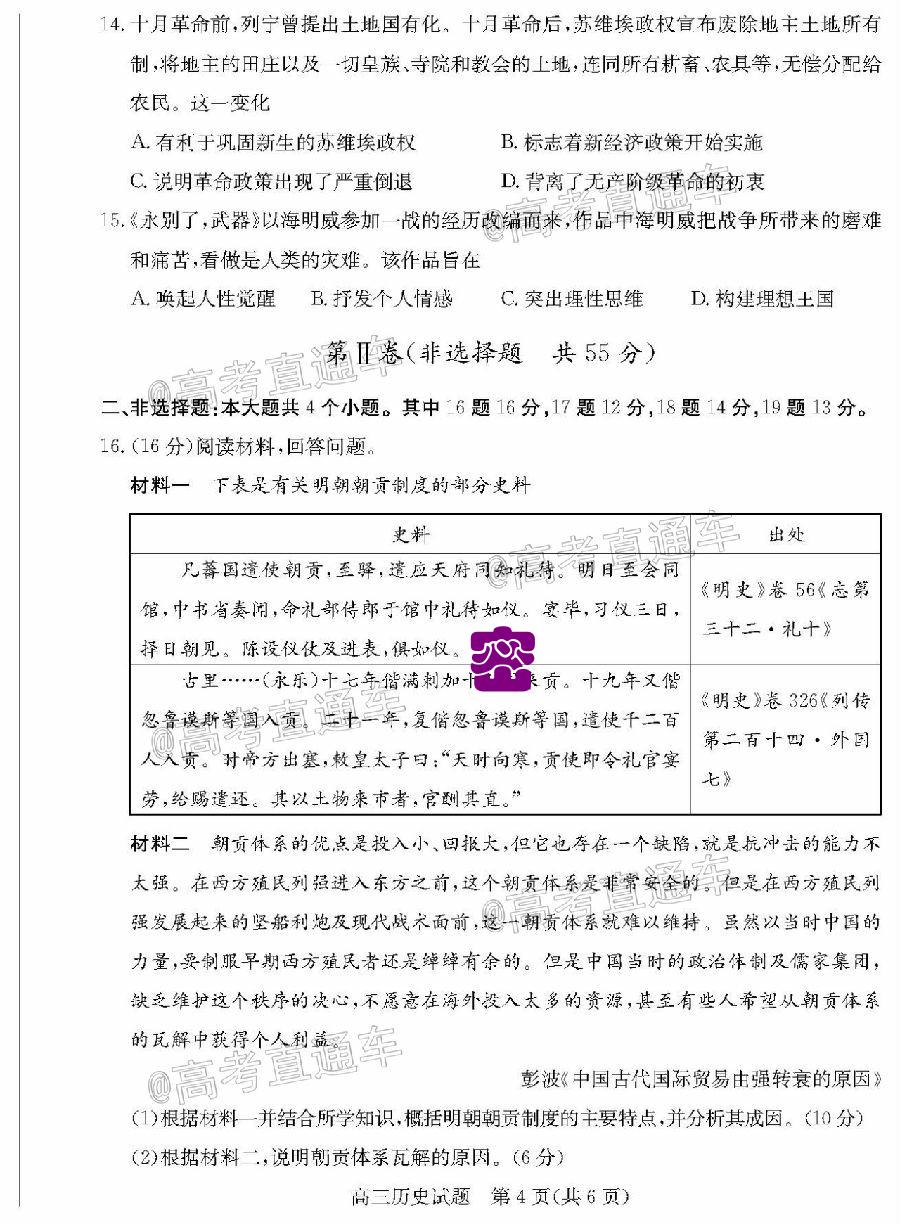 14. 十月革命前,列宁曾提出土地国有化。十月革命后,苏维埃政权宣布废除地主土地所有
制,将地主的田庄以及一切皇族、寺院和教会的土地,连同所有耕畜、农具等,无偿分配给
农民。这一变化
A. 有利于巩固新生的苏维埃政权 B. 标志着新经济政策开始实施
C. 说明革命政策出现了严重倒退 D. 背离了无产阶级革命的初衷
15.《永别了,武器》以海明威参加一战的经历改编而来,作品中海明威把战争所带来的磨难
和痛苦,看做是人类的灾难。该作品旨在
A. 唤起人性觉醒 B. 抒发个人情感 C. 突出理性思维 D. 构建理想王国
第Ⅱ卷(非选择题 共 55 分)
二、非选择题:本大题共 4 个小题。其中 16 题 16 分,17 题 12 分,18 题 14 分,19 题 13 分。
16. (16 分)阅读材料,回答问题。
材料一 下表是有关明朝朝贡制度的部分史料
史料 出处
凡蕃国遣使朝贡,至驿,遣应天府同知礼待。明日至会同
馆,中书省奏闻,命礼部侍郎于馆中礼待如仪。宴毕,习仪三日,
择日朝见。陈设仪仗及进表,俱如仪。
《明史》卷 56《志第
三十二·礼十》
古里……(永乐)十七年偕满剌加十 来贡。十九年又偕
忽鲁谟斯等国入贡。二十一年,复偕忽鲁谟斯等国,遣使千二百
人入贡。时帝方出塞,敕皇太子曰:“天时向寒,贡使即令礼官宴
劳,给赐遣还。其以土物来市者,官酬其直。”
《明史》卷 326《列传
第二百十四·外国
七》
材料二 朝贡体系的优点是投入小、回报大,但它也存在一个缺陷,就是抗冲击的能力不
太强。在西方殖民列强进入东方之前,这个朝贡体系是非常安全的。但是在西方殖民列
强发展起来的坚船利炮及现代战术面前,这一朝贡体系就难以维持。虽然以当时中国的
力量,要制服早期西方殖民者还是绰绰有余的。但是中国当时的政治体制及儒家集团,
缺乏维护这个秩序的决心,不愿意在海外投入太多的资源,甚至有些人希望从朝贡体系
的瓦解中获得个人利益。
彭波《中国古代国际贸易由强转衰的原因》
(1)根据材料一并结合所学知识,概括明朝朝贡制度的主要特点,并分析其成因。(10 分)
(2)根据材料二,说明朝贡体系瓦解的原因。(6 分)
高三历史试题 第 4 页(共 6 页)
@高考直通车
@高考直通车
@高考直通车
@高考直通车
@高考直通车
@高考直通车